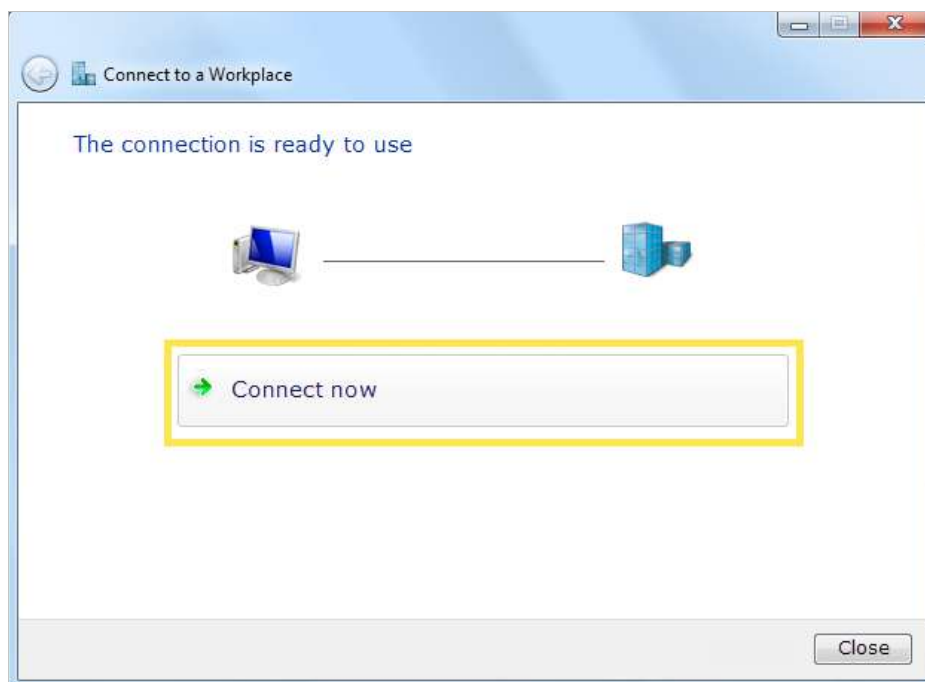 Connect to a Workplace
The connection is ready to use
Connect now
Close